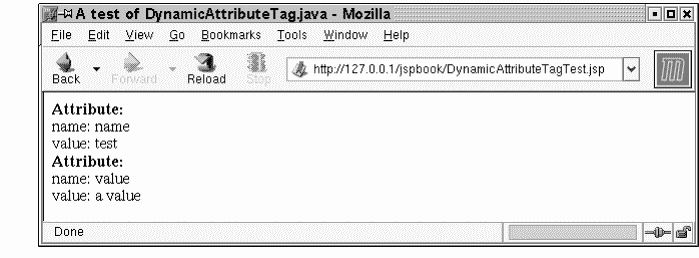 A test of DynamicAttributeTag.java - Mozilla
File Edit View Go Bookmarks Tools Window Help
Back Forward Reload Stop http://127.0.0.1/jspbook/DynamicAttributeTagTest.jsp
Attribute:
name: name
value: test
Attribute:
name: value
value: a value
Done